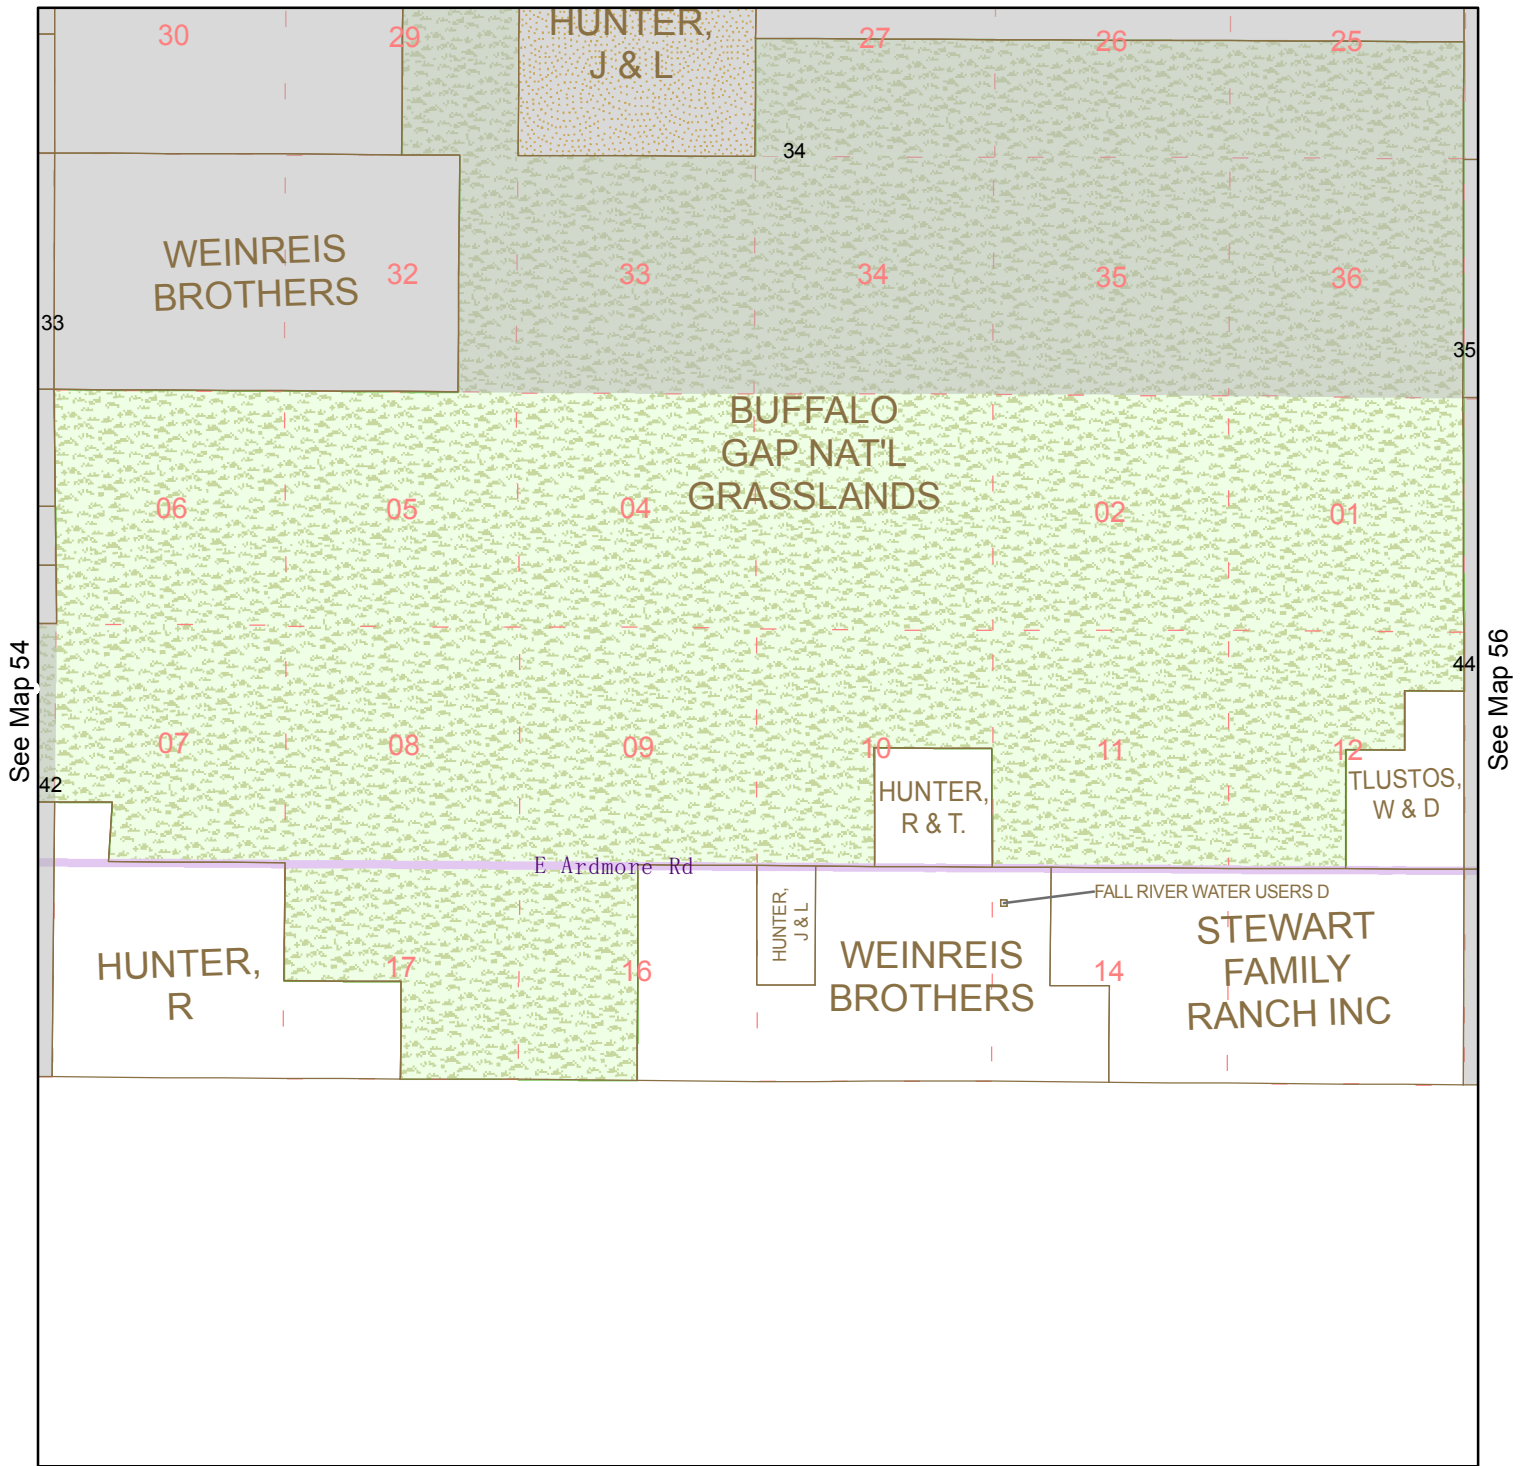 30
29
HUNTER,
J & L
27
26
25
34
WEINREIS
BROTHERS
32
33
34
35
36
33
35
BUFFALO
GAP NAT'L
GRASSLANDS
06
05
04
02
01
See Map 54
44
See Map 56
07
08
09
10
11
12
42
HUNTER,
R & T.
TLUSTOS,
W & D
E Ardmore Rd
FALL RIVER WATER USERS D
HUNTER,
J & L
HUNTER,
R
17
16
WEINREIS
BROTHERS
14
STEWART
FAMILY
RANCH INC